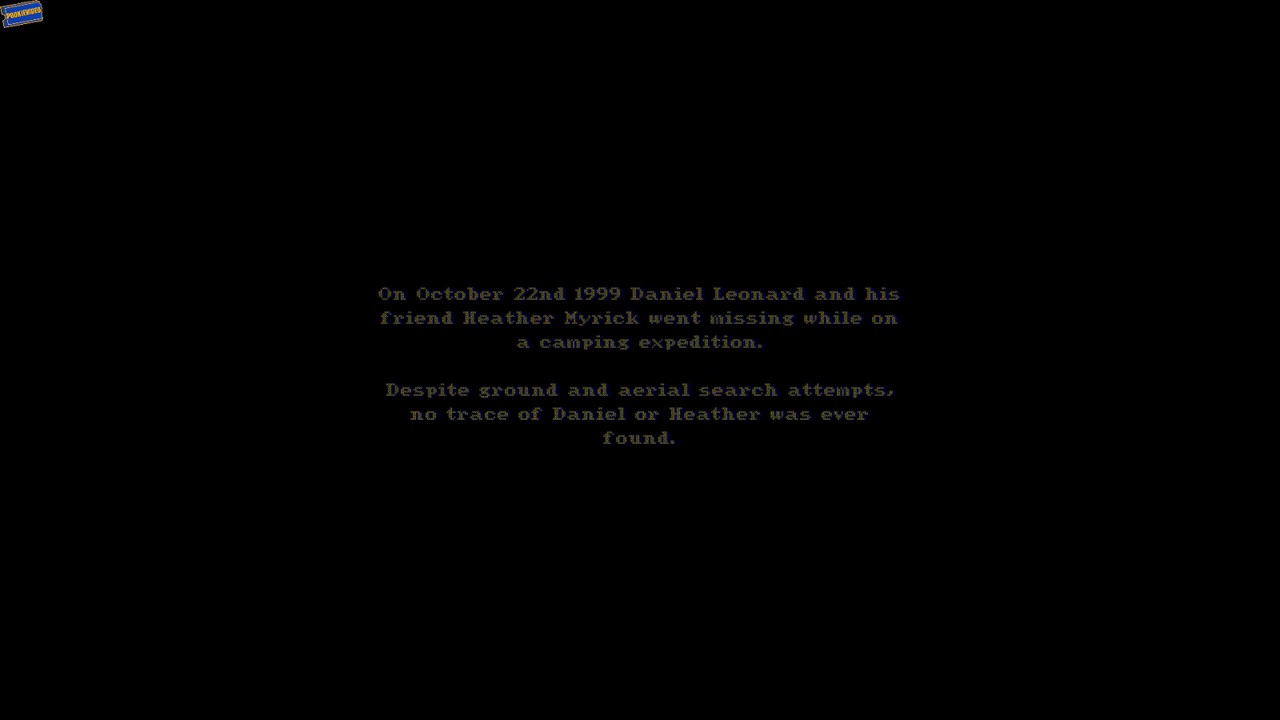 POOKIEVIDEO
On October 22nd 1999 Daniel Leonard and his
friend Heather Myrick went missing while on
a camping expedition.
Despite ground and aerial search attempts,
no trace of Daniel or Heather was ever
found.